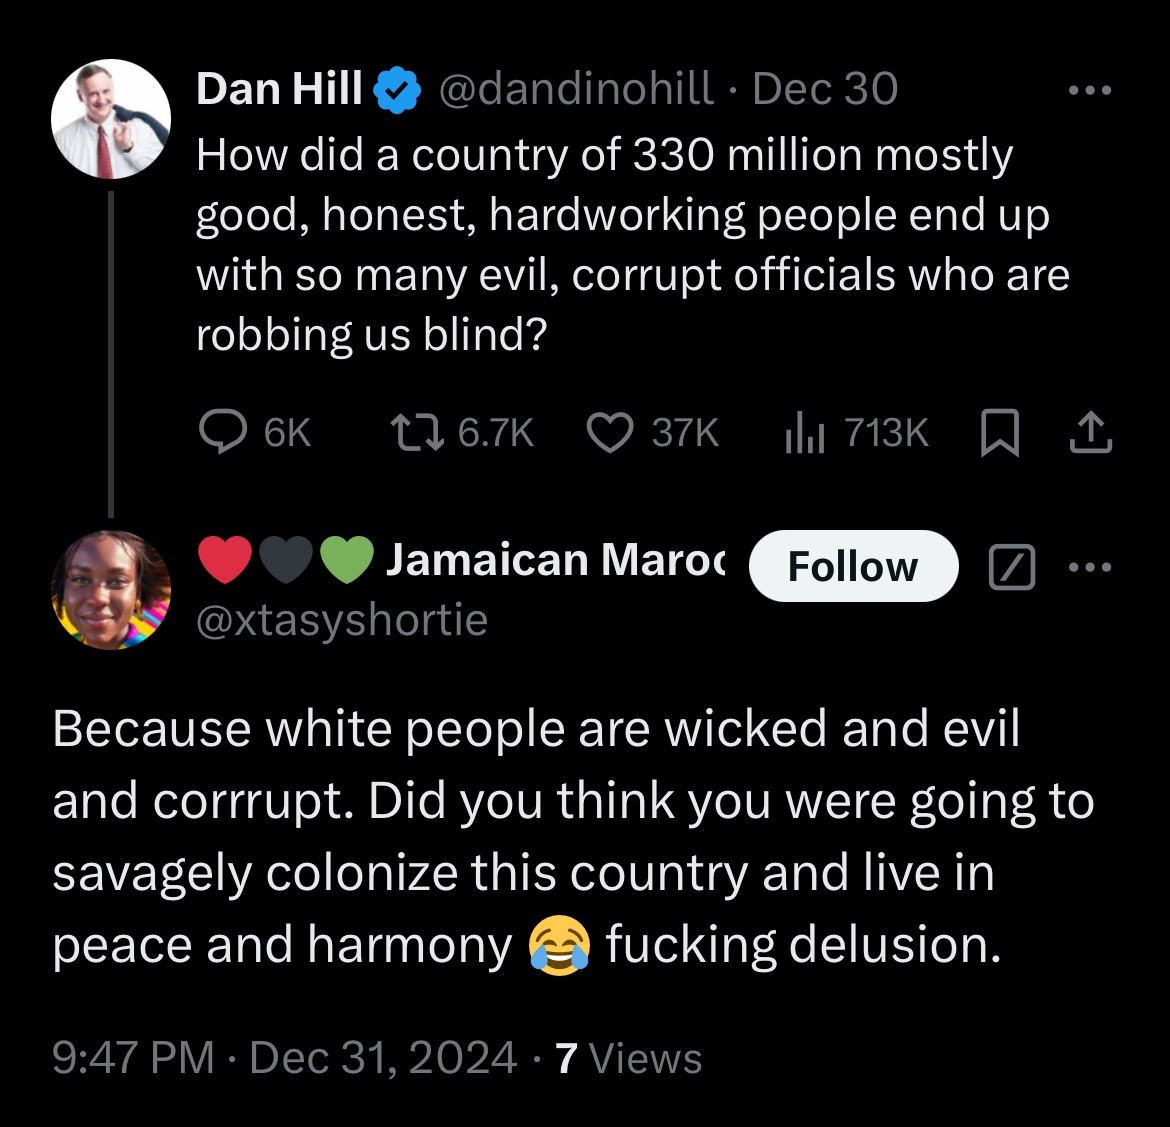 Dan Hill @dandinohill · Dec 30
How did a country of 330 million mostly
good, honest, hardworking people end up
with so many evil, corrupt officials who are
robbing us blind?
6K 6.7K 37K 713K
❤️🖤💚 Jamaican Maroc
Follow
@xtasyshortie
Because white people are wicked and evil
and corrrupt. Did you think you were going to
savagely colonize this country and live in
peace and harmony 😂 fucking delusion.
9:47 PM · Dec 31, 2024 · 7 Views